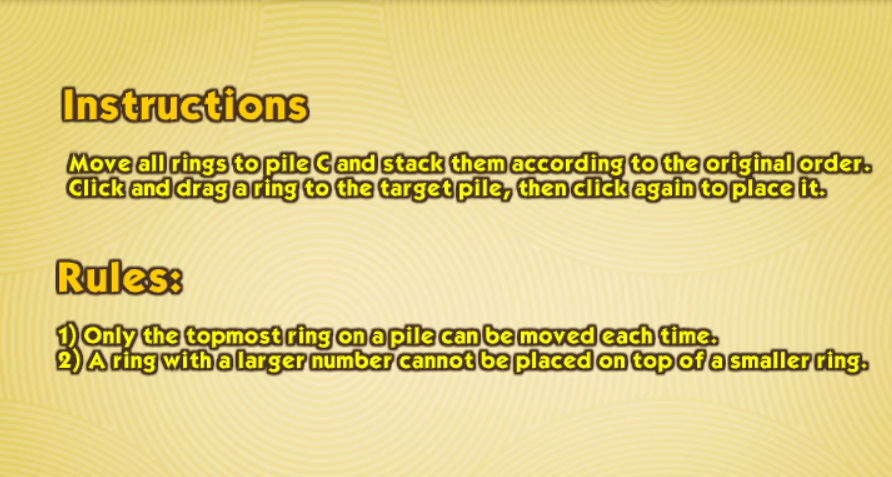 Instructions
Move all rings to pile C and stack them according to the original order.
Click and drag a ring to the target pile, then click again to place it.
Rules:
1) Only the topmost ring on a pile can be moved each time.
2) A ring with a larger number cannot be placed on top of a smaller ring.